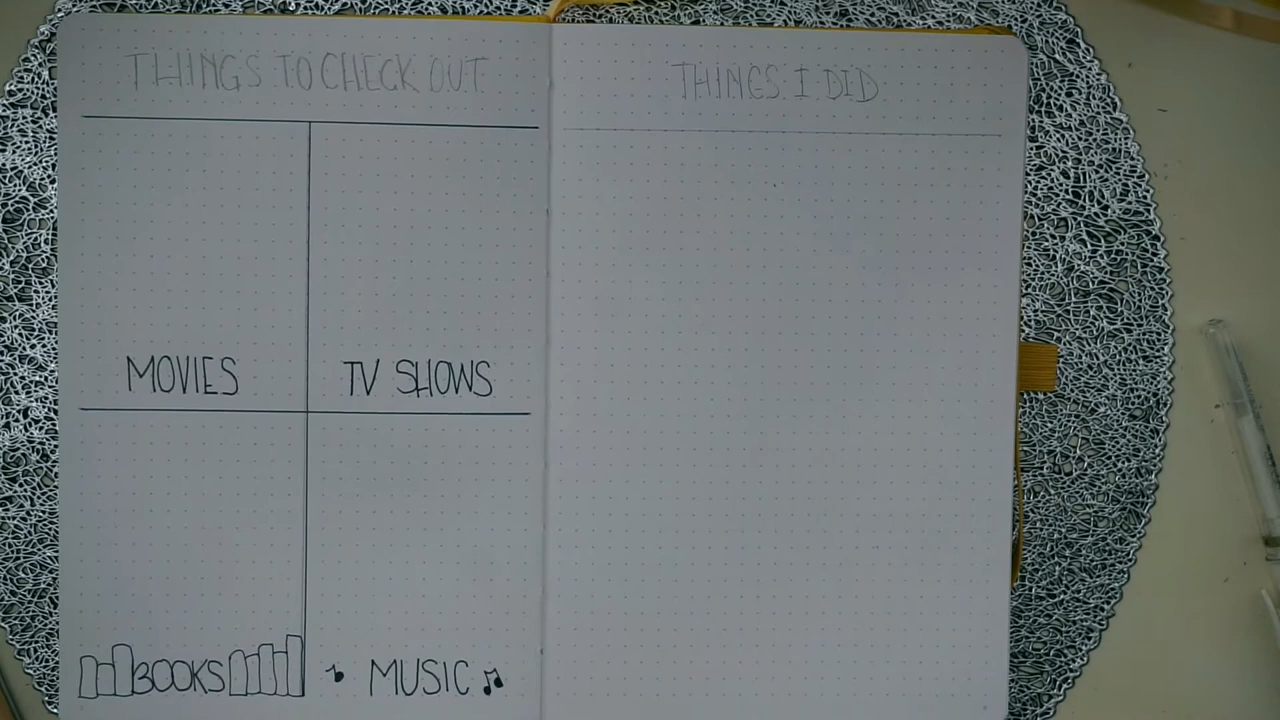 THINGS TO CHECK OUT
THINGS I DID
MOVIES
TV SHOWS
BOOKS
MUSIC